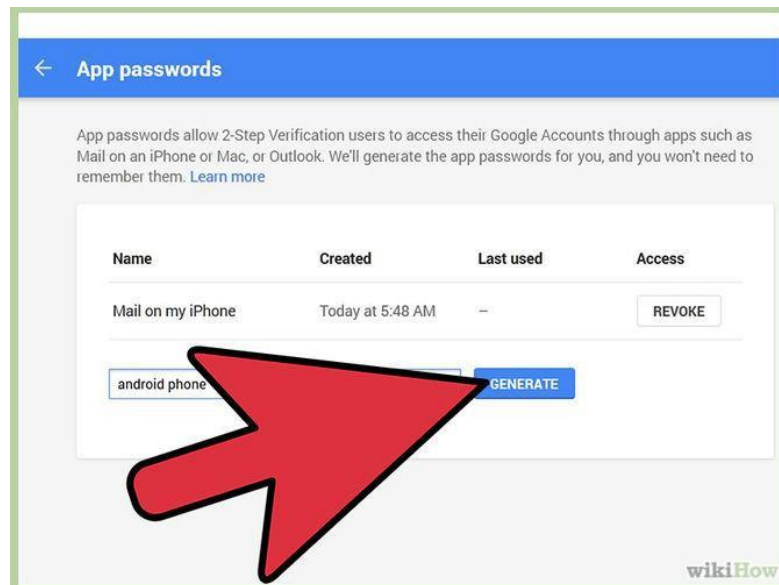 App passwords
App passwords allow 2-Step Verification users to access their Google Accounts through apps such as
Mail on an iPhone or Mac, or Outlook. We'll generate the app passwords for you, and you won't need to
remember them. Learn more
Name Created Last used Access
Mail on my iPhone Today at 5:48 AM – REVOKE
android phone GENERATE
wikiHow